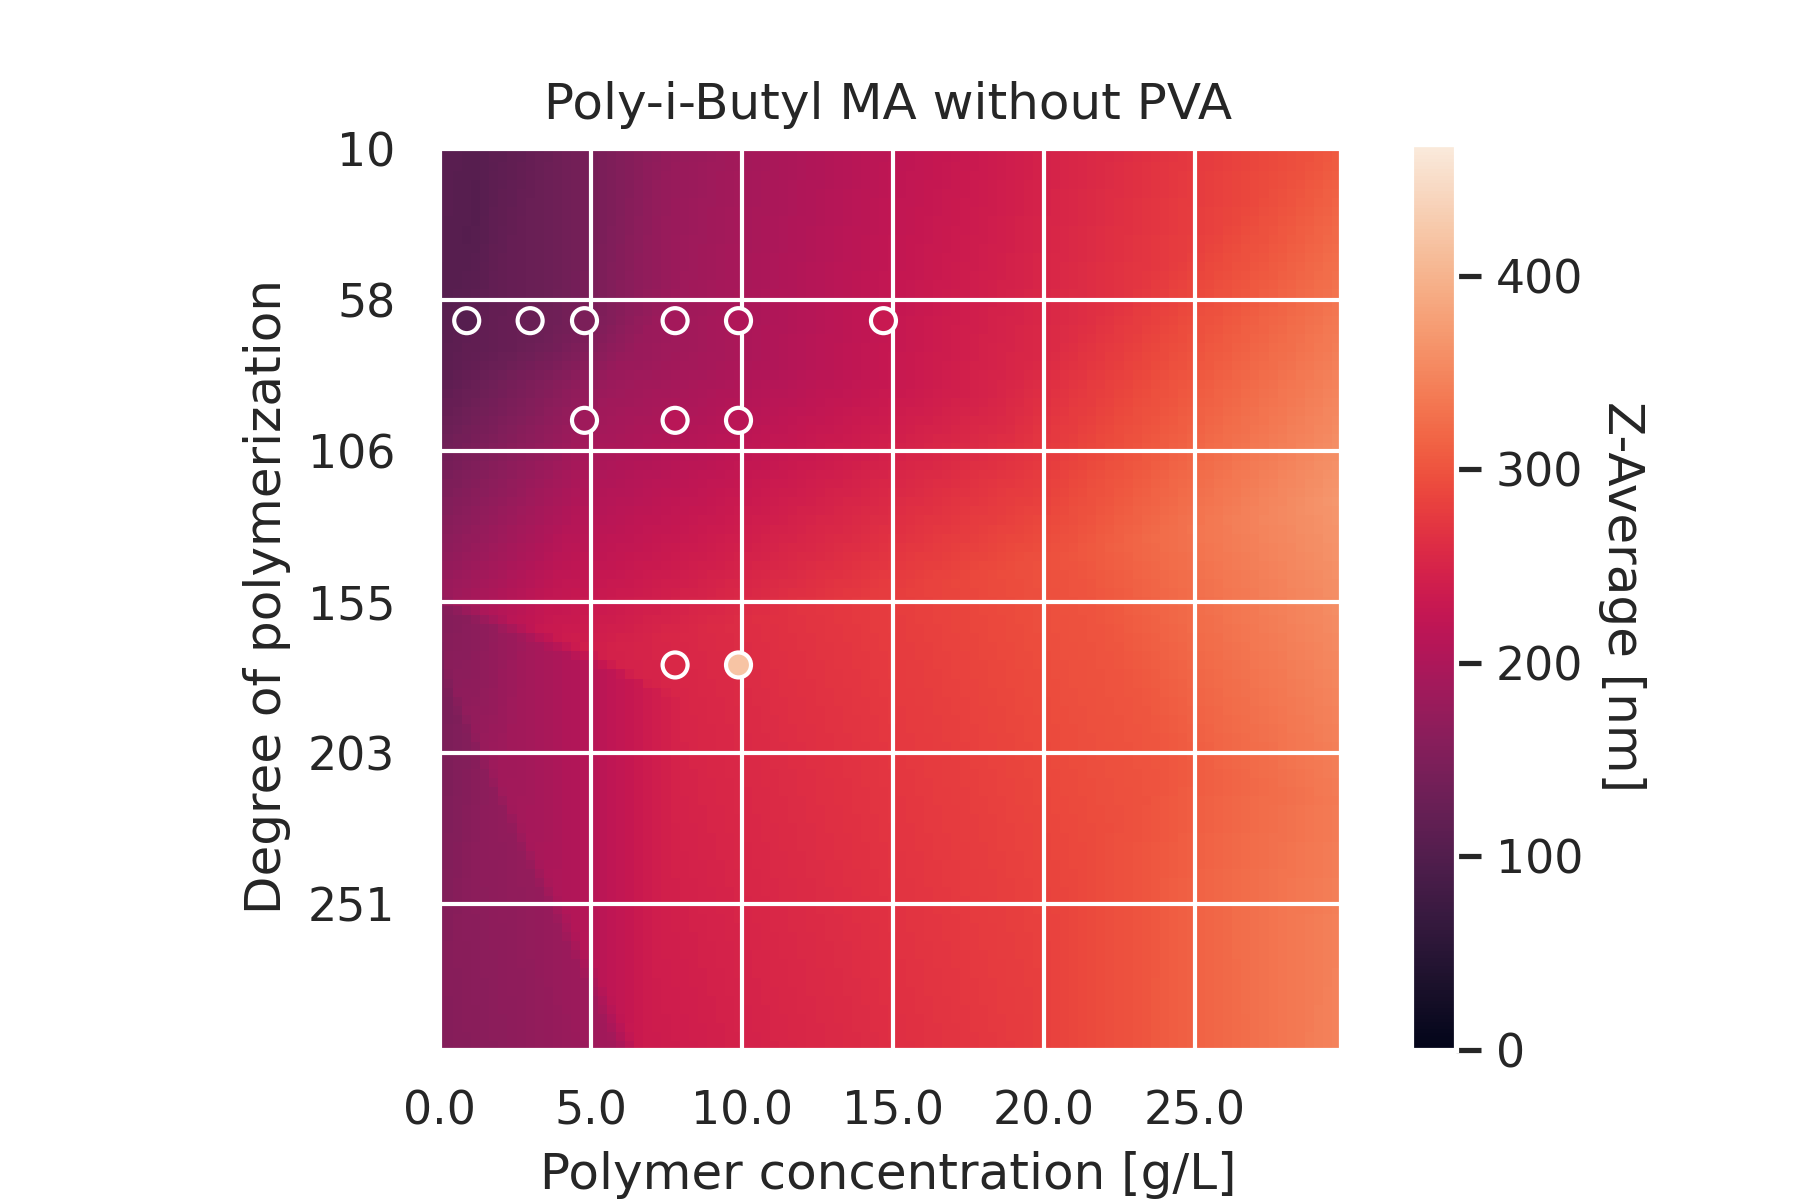 Poly-i-Butyl MA without PVA
10
58
106
155
203
251
Degree of polymerization
0.0 5.0 10.0 15.0 20.0 25.0
Polymer concentration [g/L]
400
300
200
100
0
Z-Average [nm]